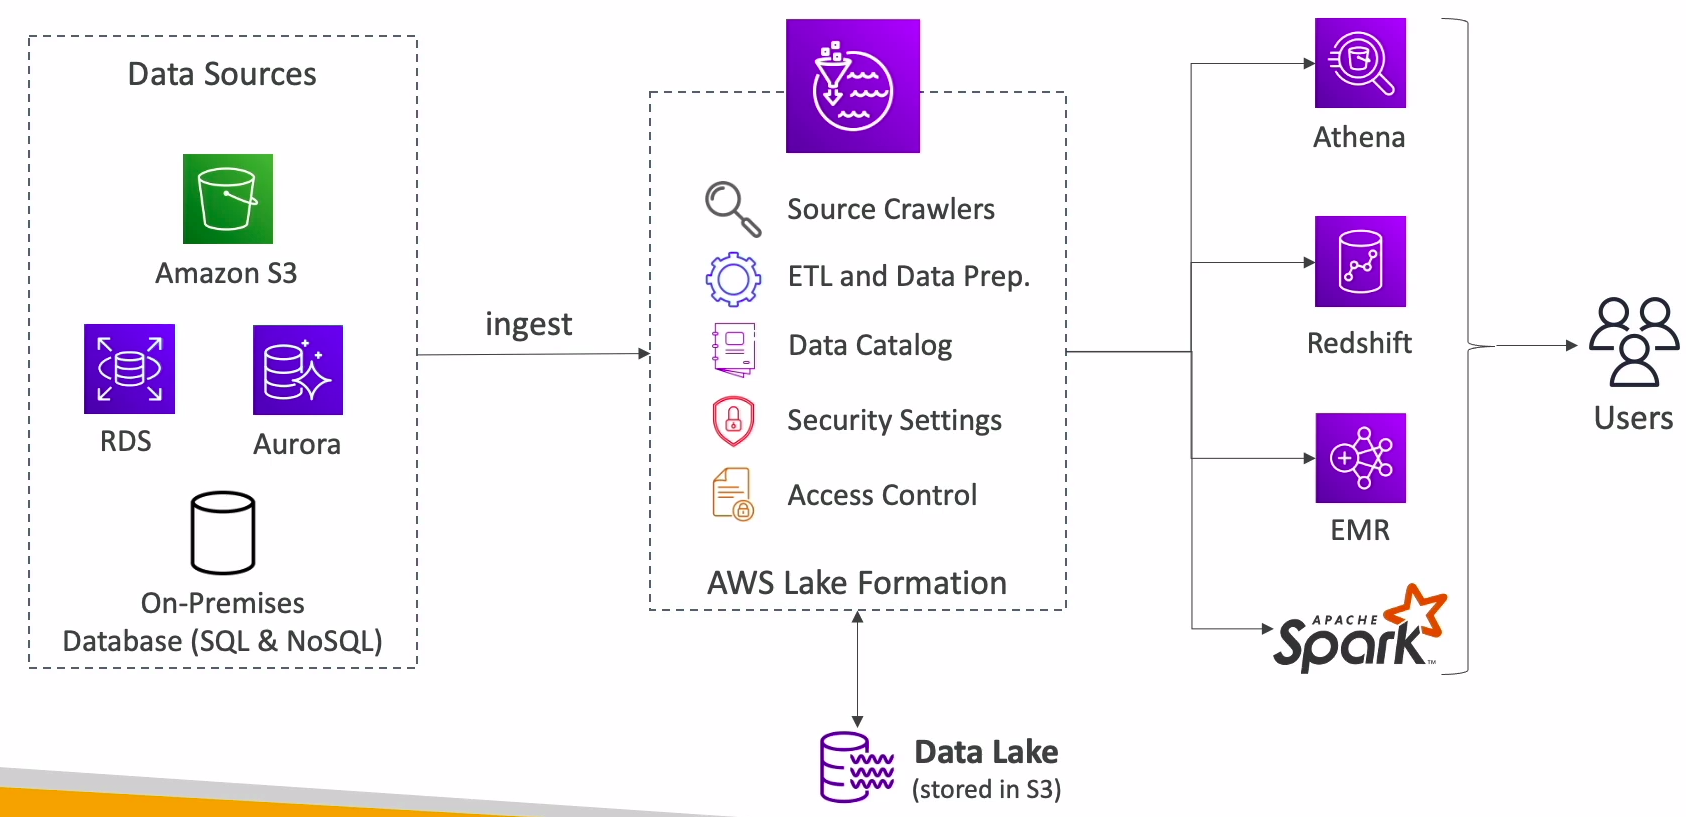 Data Sources
Amazon S3
RDS
Aurora
On-Premises
Database (SQL & NoSQL)
ingest
Source Crawlers
ETL and Data Prep.
Data Catalog
Security Settings
Access Control
AWS Lake Formation
Data Lake
(stored in S3)
Athena
Redshift
EMR
APACHE
Spark™
Users